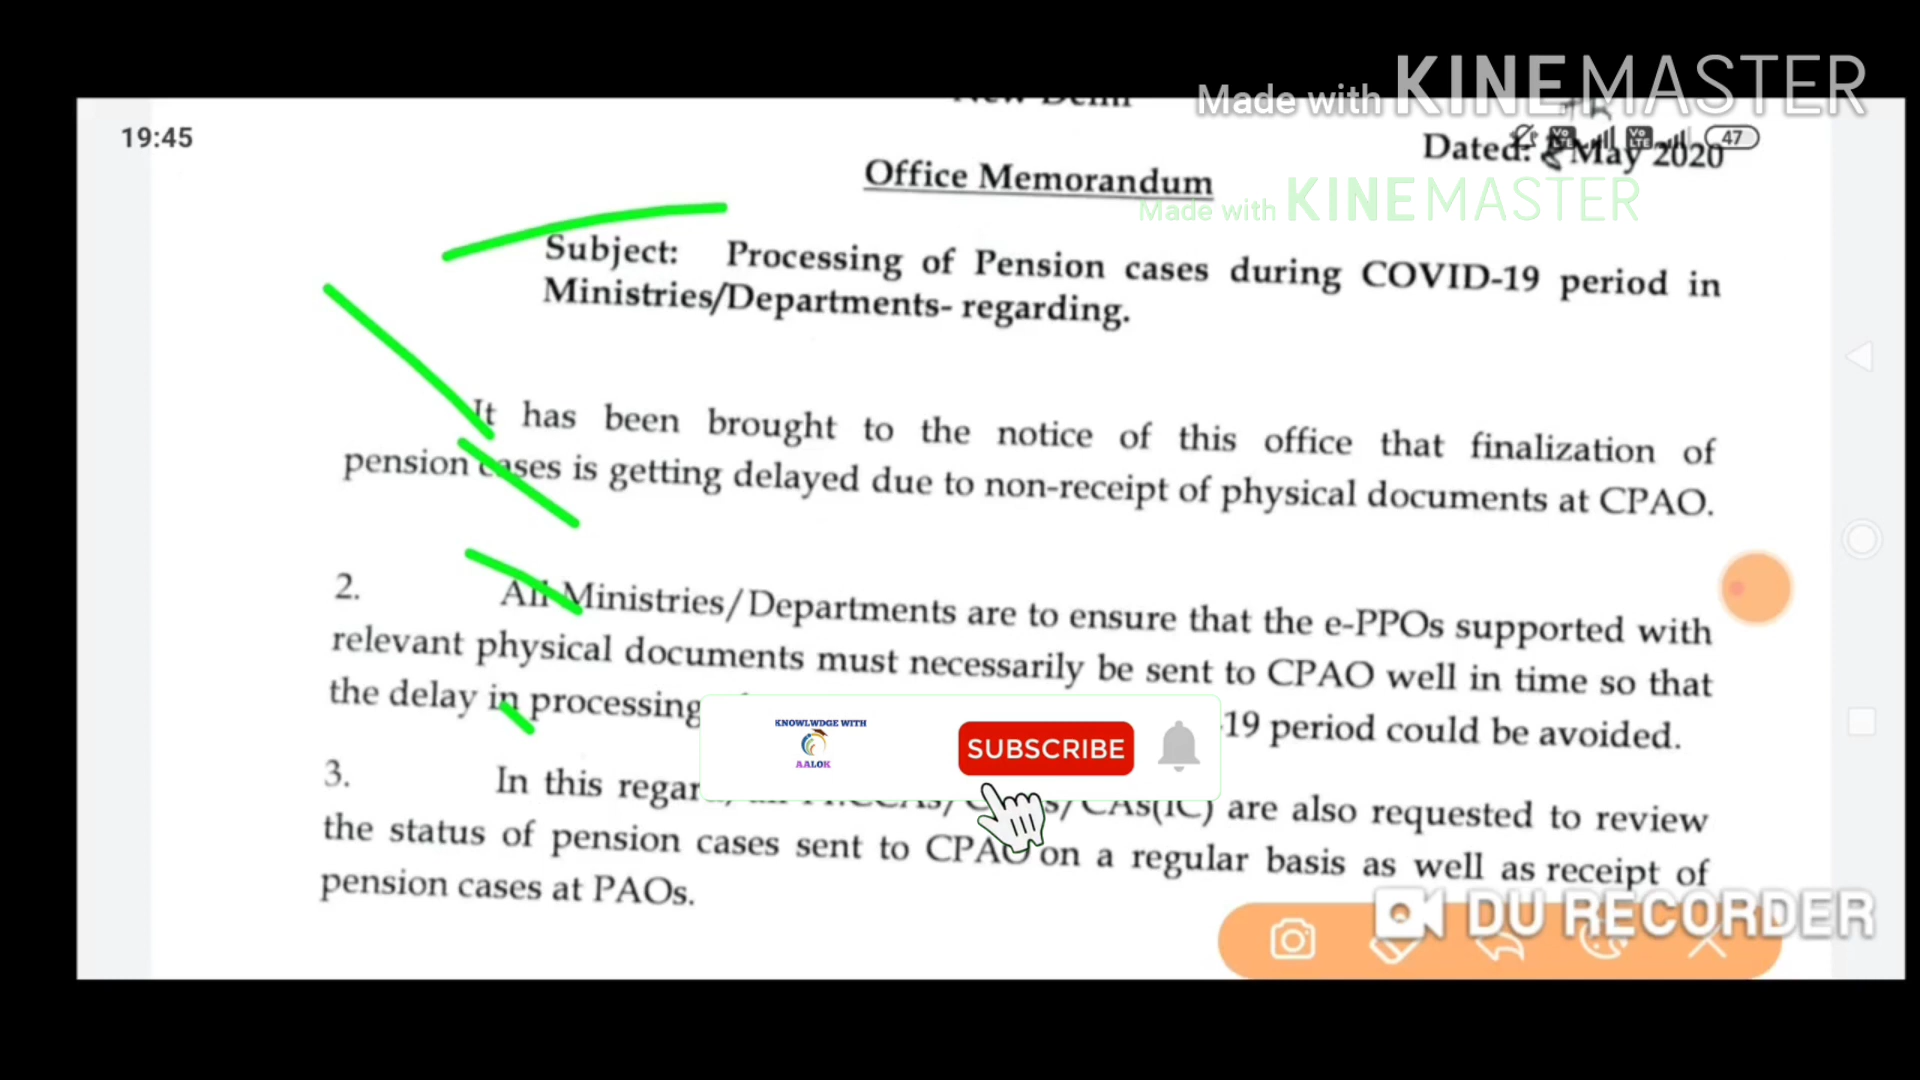 Made with KINEMASTER
New Delhi
19:45
47
Dated: May 2020
Office Memorandum
Made with KINEMASTER
Subject: Processing of Pension cases during COVID-19 period in
Ministries/Departments- regarding.
It has been brought to the notice of this office that finalization of
pension cases is getting delayed due to non-receipt of physical documents at CPAO.
2. All Ministries/Departments are to ensure that the e-PPOs supported with
relevant physical documents must necessarily be sent to CPAO well in time so that
the delay in processing -19 period could be avoided.
KNOWLWDGE WITH
AALOK
SUBSCRIBE
3. In this regard CAs(IC) are also requested to review
the status of pension cases sent to CPAO on a regular basis as well as receipt of
pension cases at PAOs.
DU RECORDER